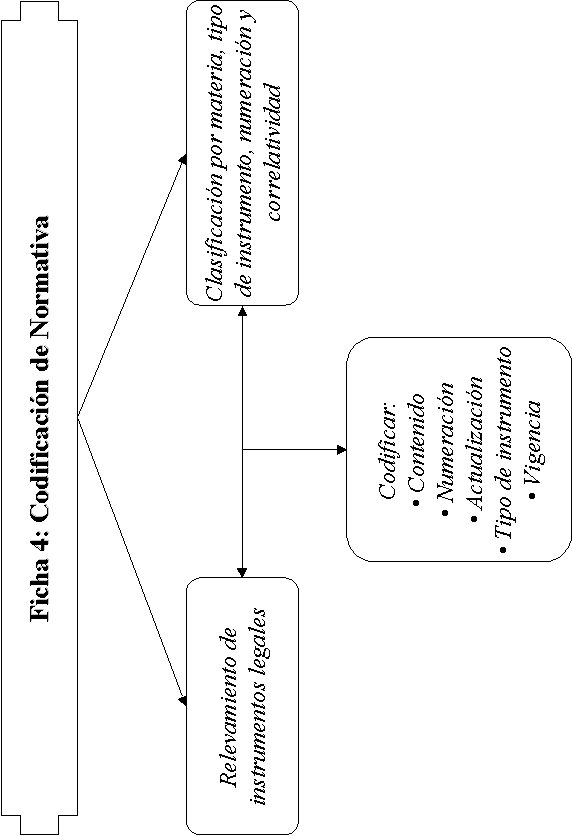 Ficha 4: Codificación de Normativa
Relevamiento de
instrumentos legales
Clasificación por materia, tipo
de instrumento, numeración y
correlatividad
Codificar:
• Contenido
• Numeración
• Actualización
• Tipo de instrumento
• Vigencia